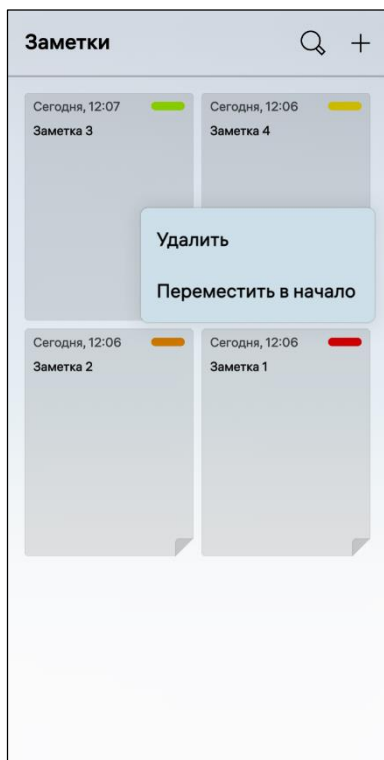 Заметки
Сегодня, 12:07
Заметка 3
Сегодня, 12:06
Заметка 4
Удалить
Переместить в начало
Сегодня, 12:06
Заметка 2
Сегодня, 12:06
Заметка 1